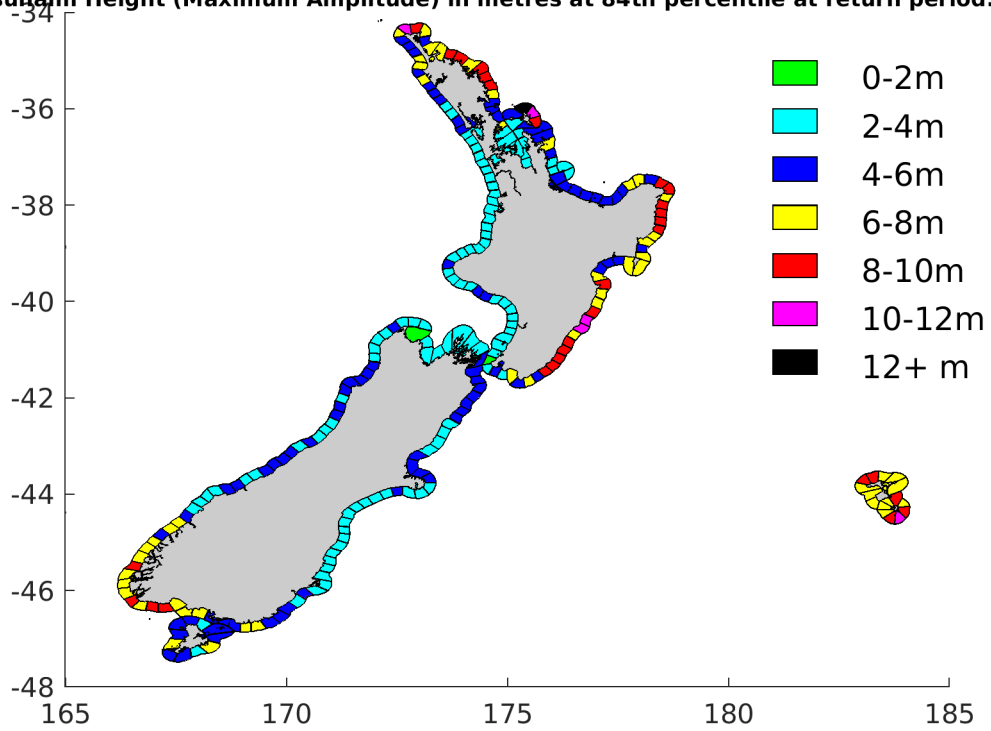 Height (Maximum Amplitude) in metres at 84th percentile at return period:
-34
-36
-38
-40
-42
-44
-46
-48
165
170
175
180
185
0-2m
2-4m
4-6m
6-8m
8-10m
10-12m
12+ m